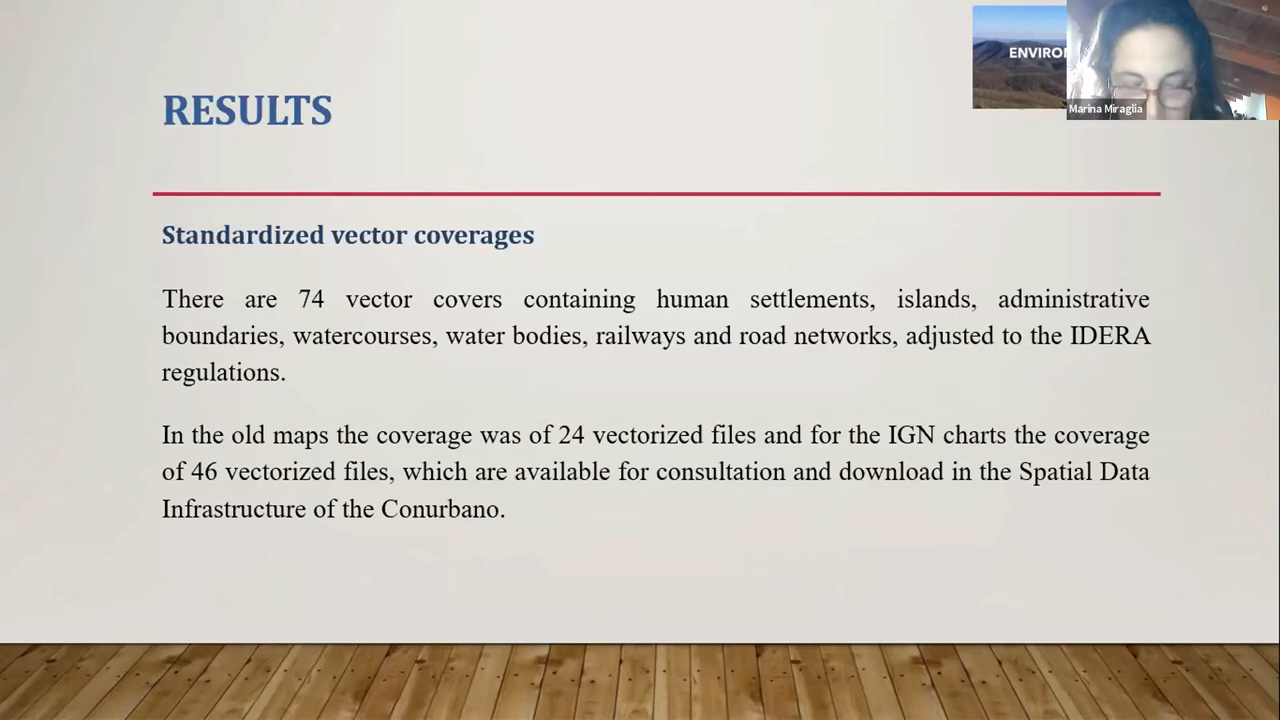 ENVIRO
Marina Miraglia
RESULTS
Standardized vector coverages
There are 74 vector covers containing human settlements, islands, administrative
boundaries, watercourses, water bodies, railways and road networks, adjusted to the IDERA
regulations.
In the old maps the coverage was of 24 vectorized files and for the IGN charts the coverage
of 46 vectorized files, which are available for consultation and download in the Spatial Data
Infrastructure of the Conurbano.